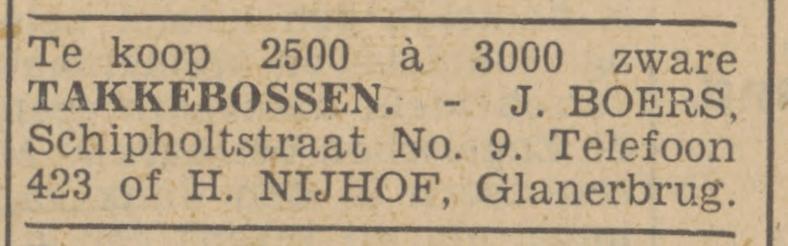 Te koop 2500 à 3000 zware
TAKKEBOSSEN. - J. BOERS,
Schipholtstraat No. 9. Telefoon
423 of H. NIJHOF, Glanerbrug.